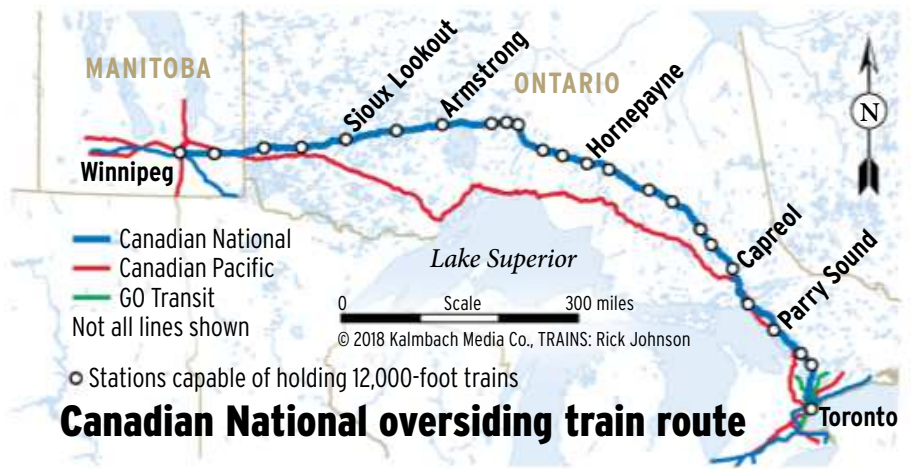 MANITOBA
Sioux Lookout
Armstrong
ONTARIO
Hornepayne
N
Winnipeg
Canadian National
Canadian Pacific
GO Transit
Not all lines shown
Lake Superior
Capreol
Parry Sound
0 Scale 300 miles
© 2018 Kalmbach Media Co., TRAINS: Rick Johnson
Stations capable of holding 12,000-foot trains
Canadian National oversiding train route
Toronto